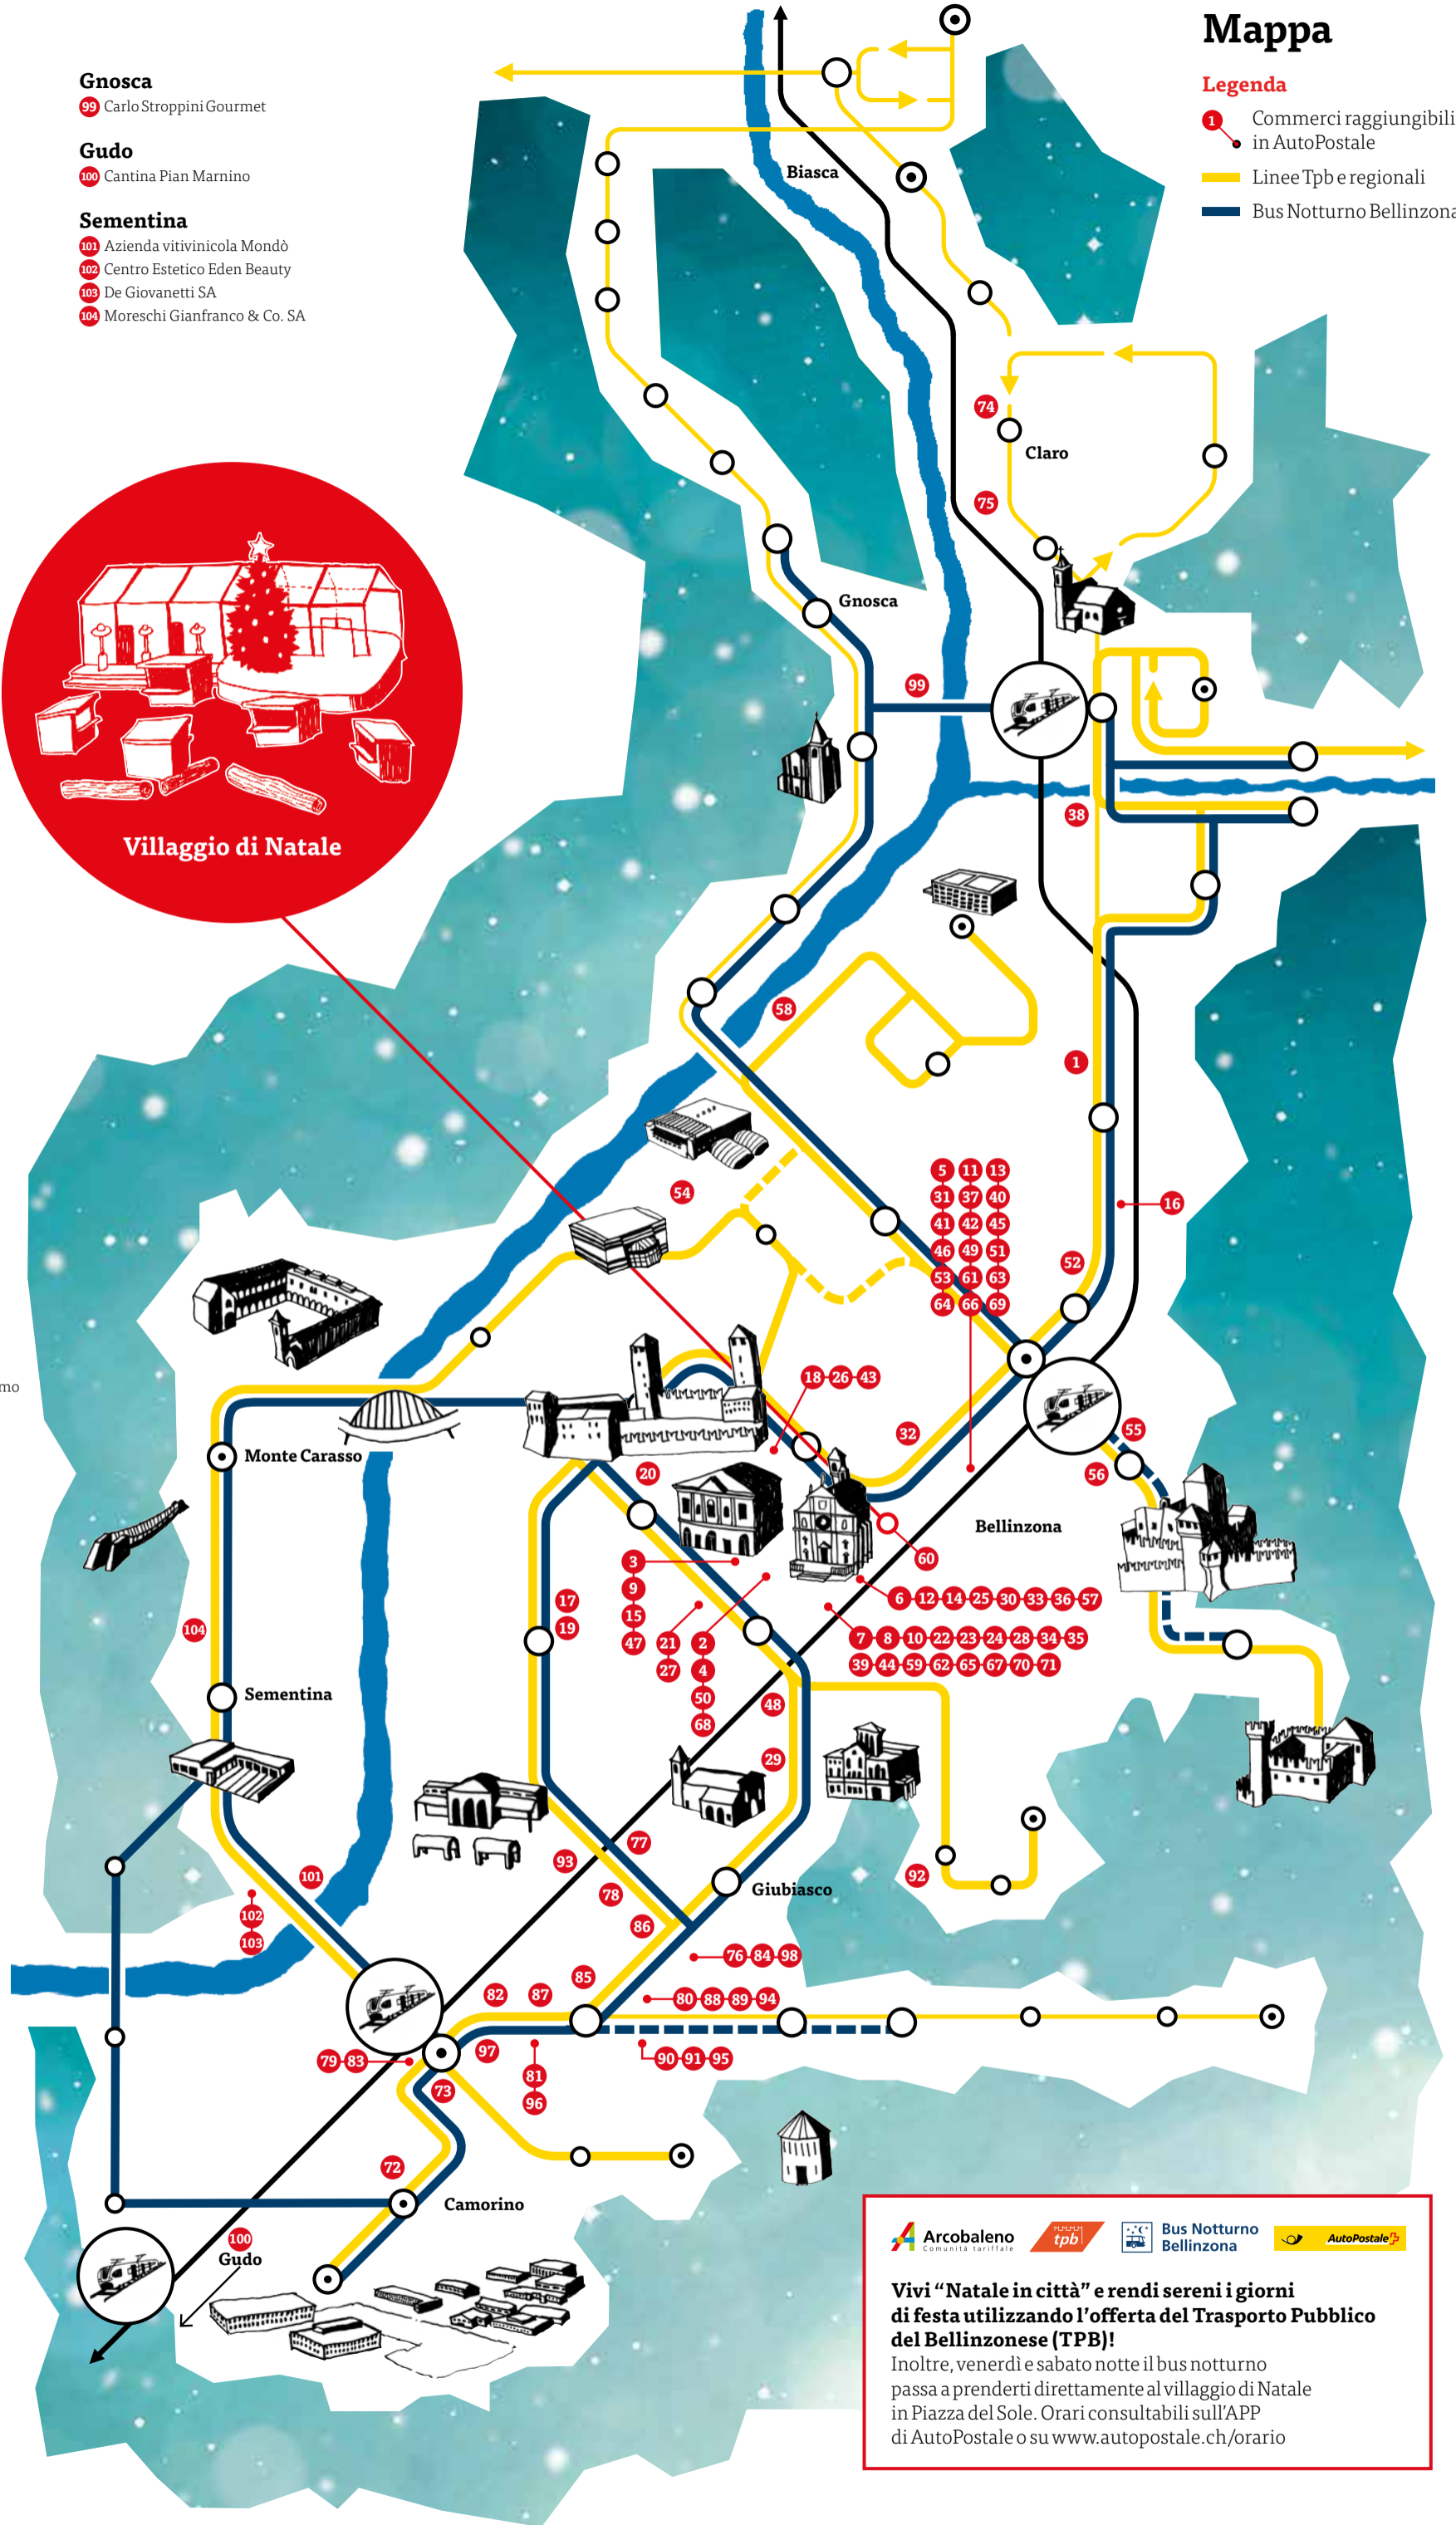 Mappa
Legenda
1 Commerci raggiungibili
in AutoPostale
Linee Tpb e regionali
Bus Notturno Bellinzona
Gnosca
99 Carlo Stroppini Gourmet
Gudo
100 Cantina Pian Marnino
Sementina
101 Azienda vitivinicola Mondò
102 Centro Estetico Eden Beauty
103 De Giovanetti SA
104 Moreschi Gianfranco & Co. SA
Biasca
74
Claro
75
Gnosca
99
38
Villaggio di Natale
58
1
5 11 13
31 37 40
41 42 45
46 49 51
53 61 63
64 66 69
54
16
52
mo
18 26 43
32
55
56
Monte Carasso
20
Bellinzona
60
3
9
15
47
17
19
6 12 14 25 30 33 36 57
7 8 10 22 23 24 28 34 35
39 44 59 62 65 67 70 71
21
27
2
4
50
68
104
Sementina
48
29
77
93
78
86
92
Giubiasco
101
102
103
76 84 98
85
82 87
80 88 89 94
97
79 83
81
96
90 91 95
73
72
Camorino
100
Gudo
Arcobaleno
Comunità tariffale
tpb
Bus Notturno
Bellinzona
AutoPostale
Vivi “Natale in città” e rendi sereni i giorni
di festa utilizzando l’offerta del Trasporto Pubblico
del Bellinzonese (TPB)!
Inoltre, venerdì e sabato notte il bus notturno
passa a prenderti direttamente al villaggio di Natale
in Piazza del Sole. Orari consultabili sull’APP
di AutoPostale o su www.autopostale.ch/orario